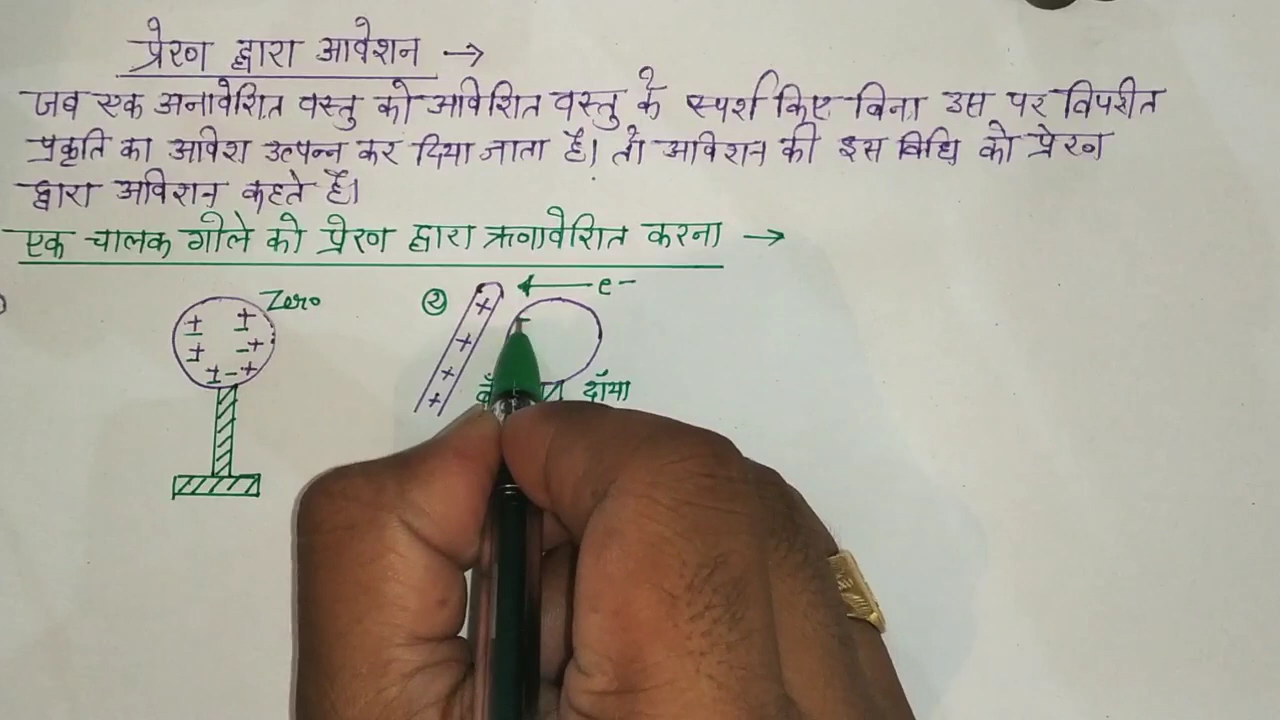 प्रेरण द्वारा आवेशन →
जब एक अनावेशित वस्तु को आवेशित वस्तु के स्पर्श किए बिना उस पर विपरीत
प्रकृति का आवेश उत्पन्न कर दिया जाता है। तो आवेशन की इस विधि को प्रेरण
द्वारा आवेशन कहते हैं।
एक चालक गोले को प्रेरण द्वारा ऋणावेशित करना →
Zero
② ← e-
+ + + +
दाँया